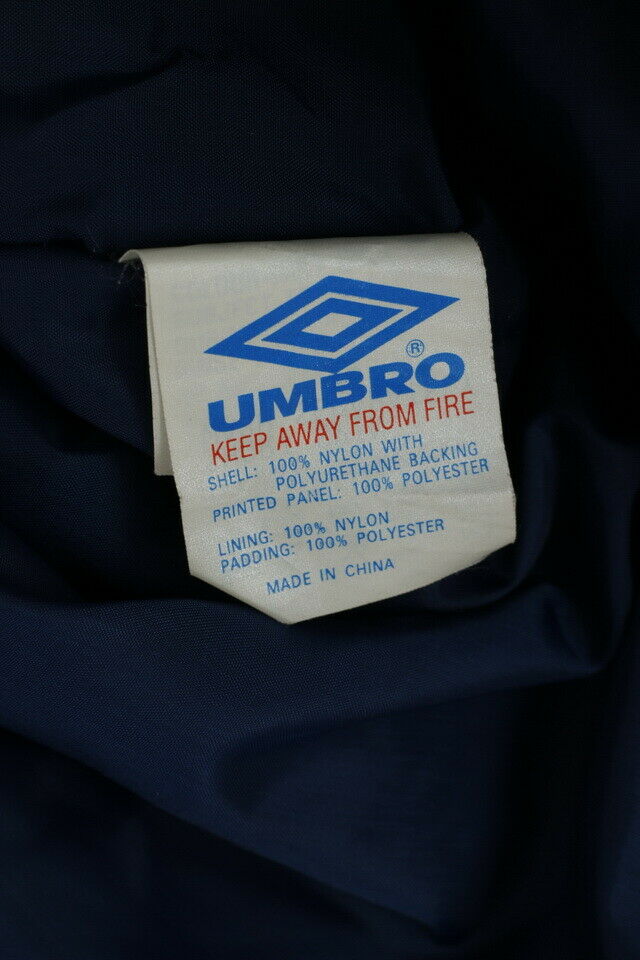 ®
UMBRO
KEEP AWAY FROM FIRE
SHELL: 100% NYLON WITH
POLYURETHANE BACKING
PRINTED PANEL: 100% POLYESTER
LINING: 100% NYLON
PADDING: 100% POLYESTER
MADE IN CHINA